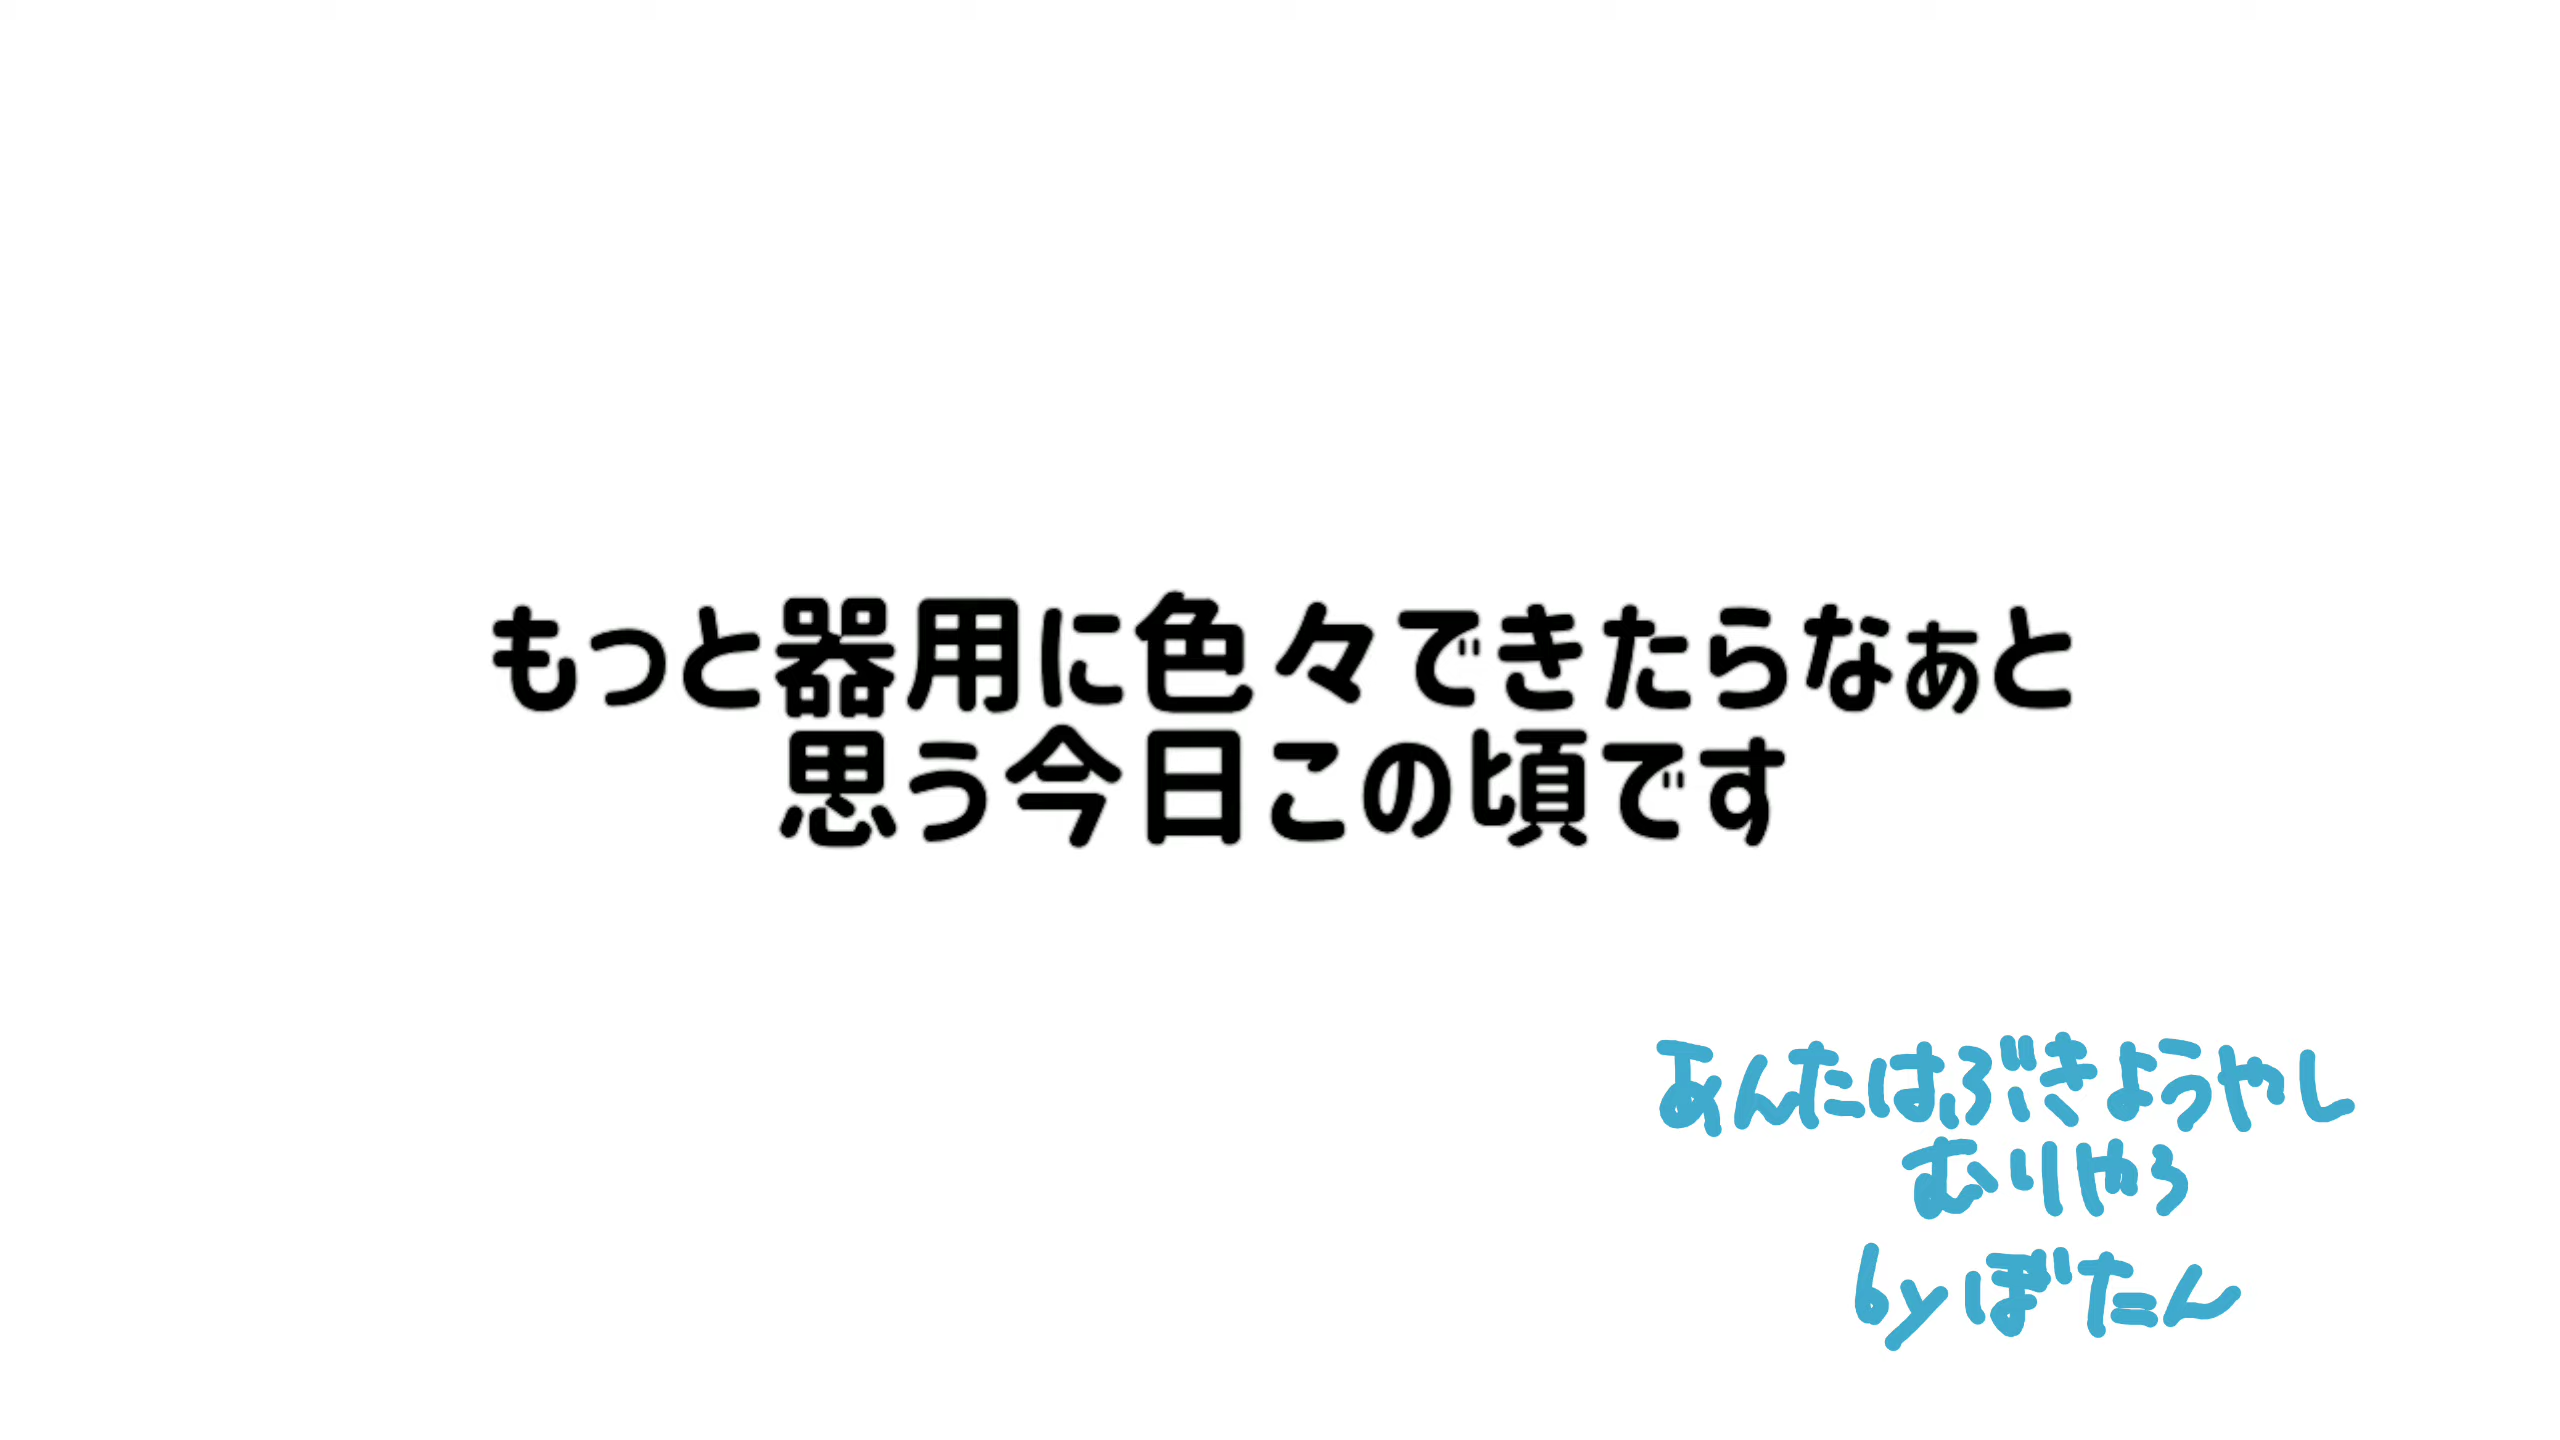 もっと器用に色々できたらなぁと
思う今日この頃です
あんたはぶきようやし
むりやろ
byぼたん